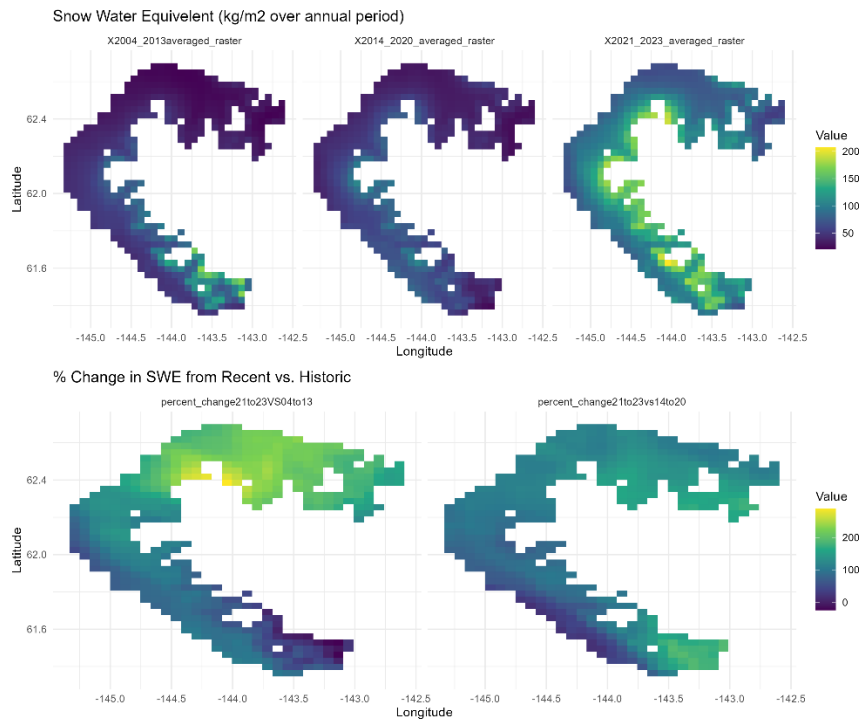 Snow Water Equivelent (kg/m2 over annual period)
X2004_2013averaged_raster
X2014_2020_averaged_raster
X2021_2023_averaged_raster
Latitude
62.4
62.0
61.6
-145.0 -144.5 -144.0 -143.5 -143.0 -142.5
-145.0 -144.5 -144.0 -143.5 -143.0 -142.5
-145.0 -144.5 -144.0 -143.5 -143.0 -142.5
Longitude
Value
200
150
100
50
% Change in SWE from Recent vs. Historic
percent_change21to23VS04to13
percent_change21to23vs14to20
Latitude
62.4
62.0
61.6
-145.0 -144.5 -144.0 -143.5 -143.0 -142.5
-145.0 -144.5 -144.0 -143.5 -143.0 -142.5
Longitude
Value
200
100
0